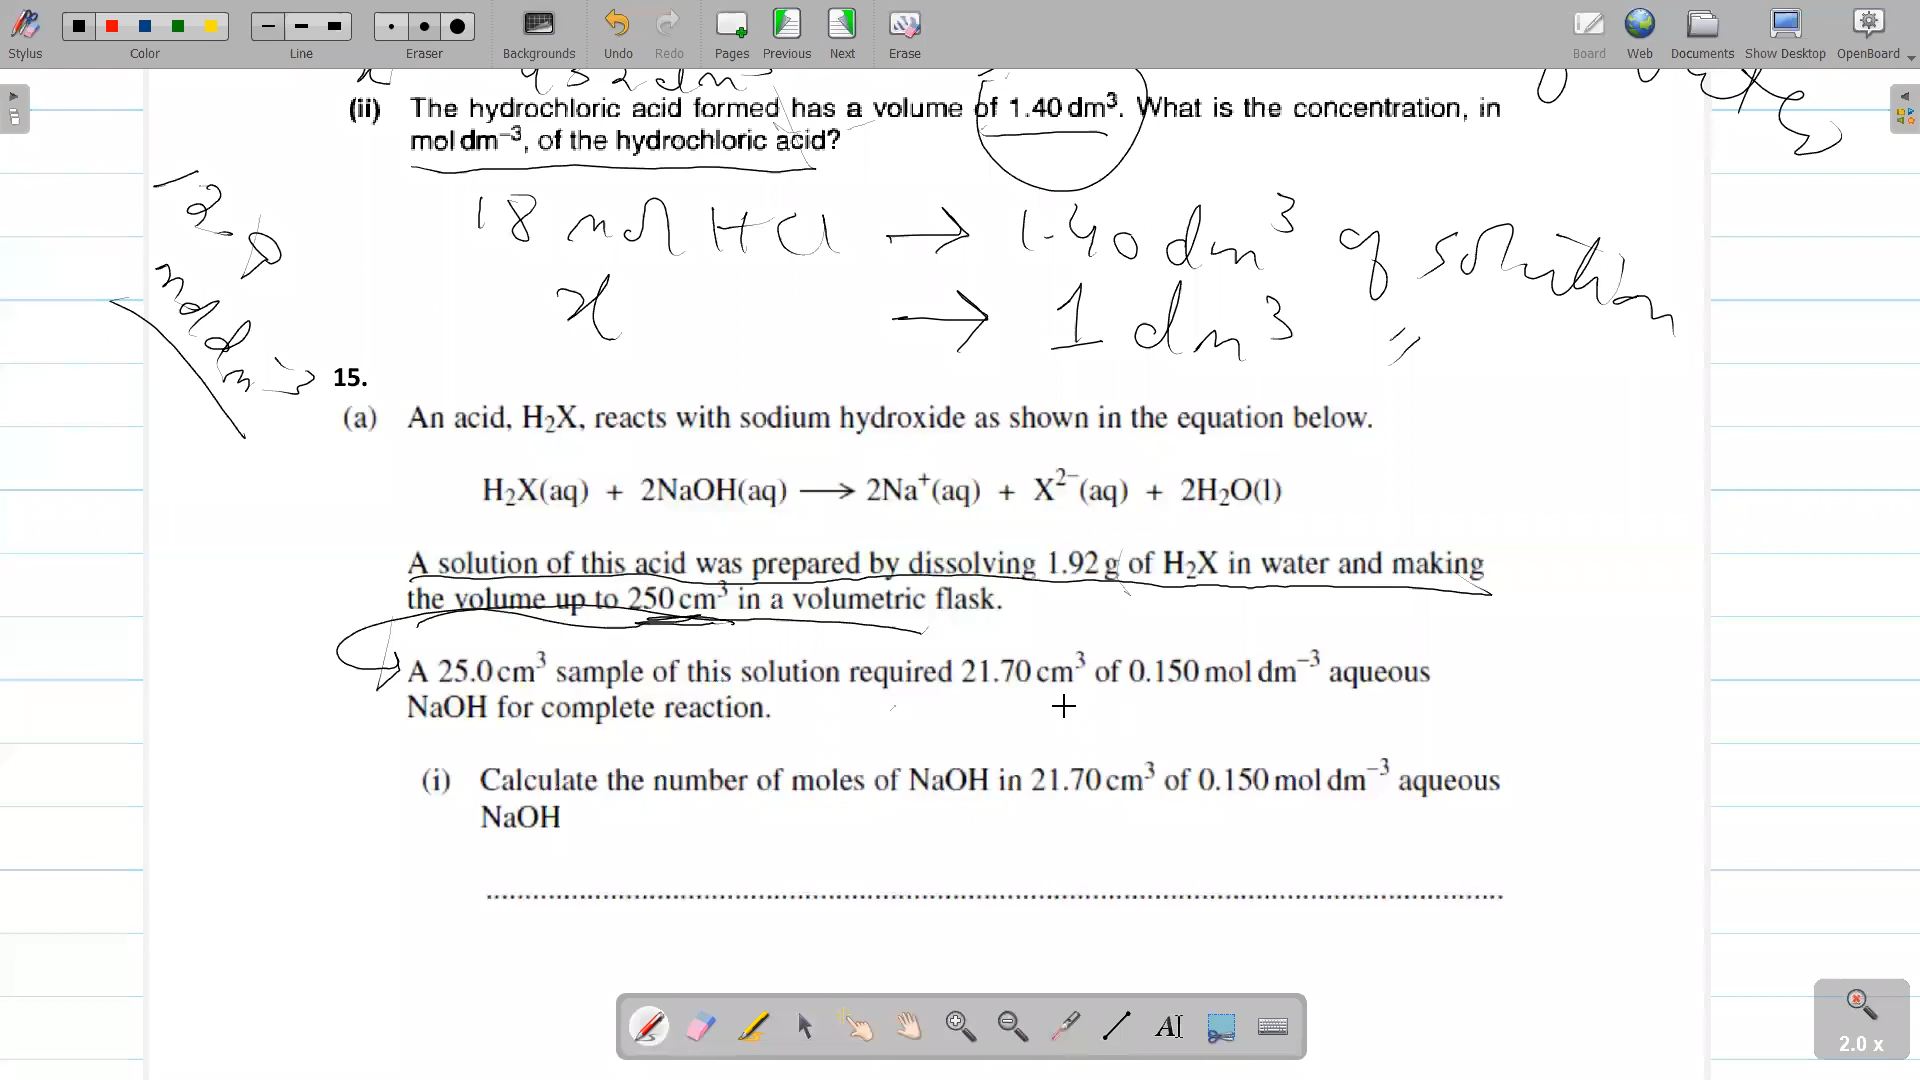 Stylus Color Line Eraser Backgrounds Undo Redo Pages Previous Next Erase Board Web Documents Show Desktop OpenBoard
(ii) The hydrochloric acid formed has a volume of 1.40 dm³. What is the concentration, in
mol dm⁻³, of the hydrochloric acid?
18 mol HCl → 1.40 dm³ of solution
x → 1 dm³ "
15.
(a) An acid, H₂X, reacts with sodium hydroxide as shown in the equation below.
H₂X(aq) + 2NaOH(aq) ⟶ 2Na⁺(aq) + X²⁻(aq) + 2H₂O(l)
A solution of this acid was prepared by dissolving 1.92 g of H₂X in water and making
the volume up to 250 cm³ in a volumetric flask.
A 25.0 cm³ sample of this solution required 21.70 cm³ of 0.150 mol dm⁻³ aqueous
NaOH for complete reaction.
(i) Calculate the number of moles of NaOH in 21.70 cm³ of 0.150 mol dm⁻³ aqueous
NaOH
2.0 x